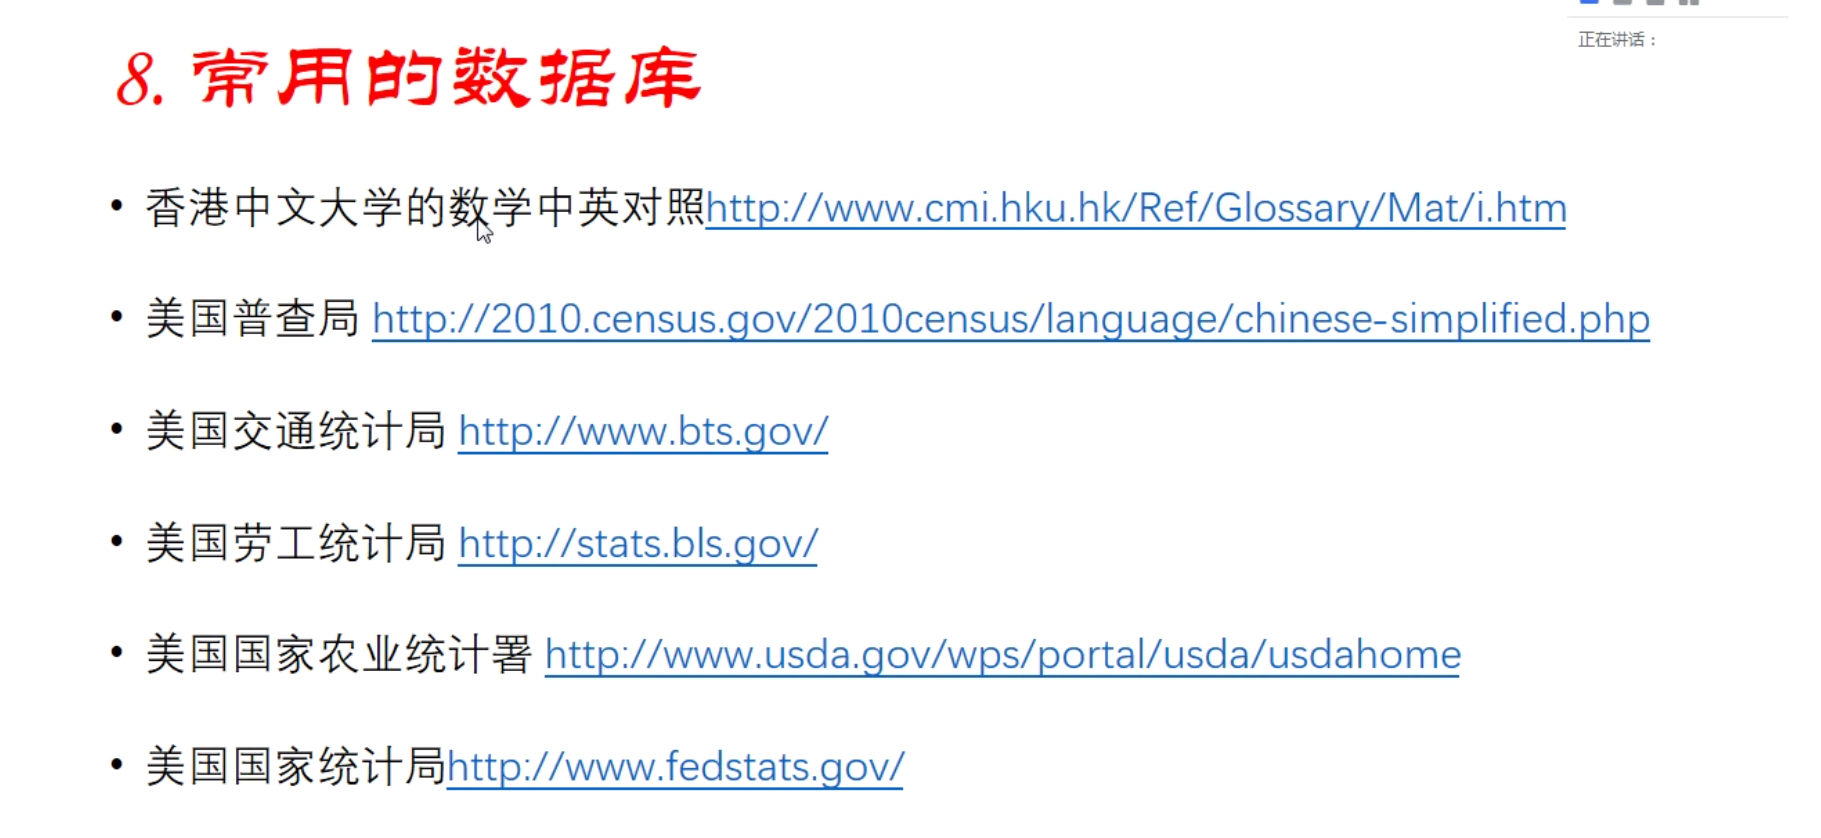 正在讲话：
8. 常用的数据库
• 香港中文大学的数学中英对照http://www.cmi.hku.hk/Ref/Glossary/Mat/i.htm
• 美国普查局 http://2010.census.gov/2010census/language/chinese-simplified.php
• 美国交通统计局 http://www.bts.gov/
• 美国劳工统计局 http://stats.bls.gov/
• 美国国家农业统计署 http://www.usda.gov/wps/portal/usda/usdahome
• 美国国家统计局http://www.fedstats.gov/